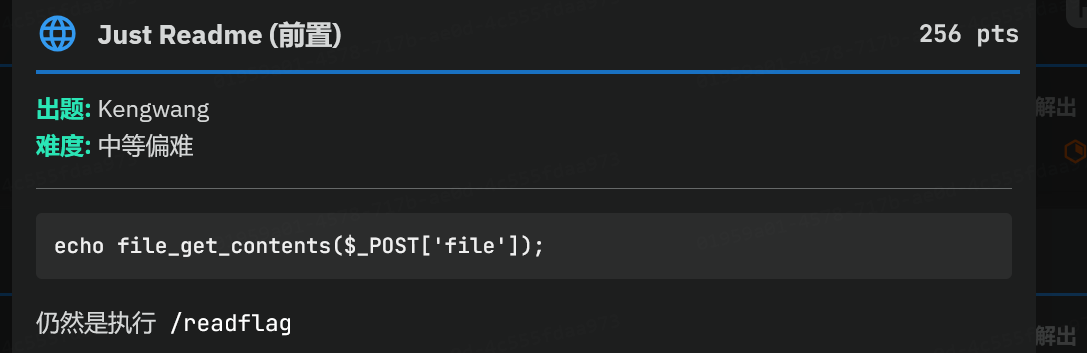 Just Readme (前置) 256 pts
解出
出题: Kengwang
难度: 中等偏难
echo file_get_contents($_POST['file']);
仍然是执行 /readflag
解出